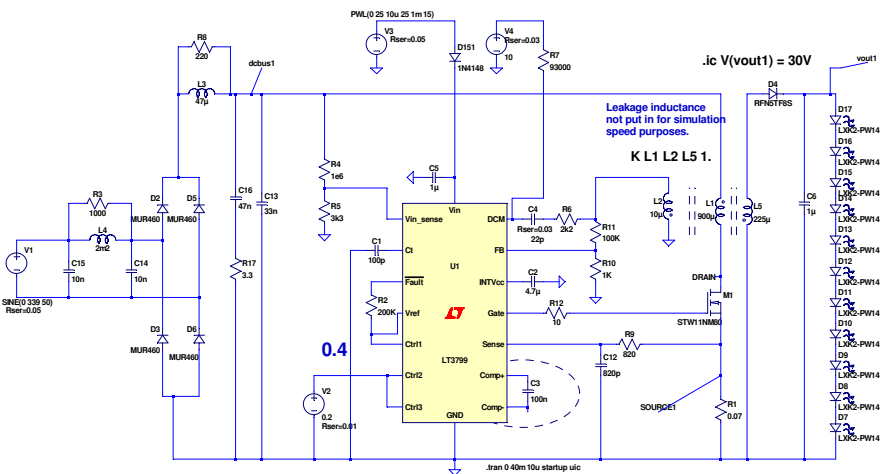 PWL(0 25 10u 25 1m 15)
V3
Rser=0.05
D151
1N4148
V4
Rser=0.03
10
R7
93000
.ic V(vout1) = 30V
vout1
R8
220
dcbus1
L3
47µ
D4
RFN5TF8S
Leakage inductance
not put in for simulation
speed purposes.
K L1 L2 L5 1.
D17
LXK2-PW14
D16
LXK2-PW14
D15
LXK2-PW14
D14
LXK2-PW14
D13
LXK2-PW14
D12
LXK2-PW14
D11
LXK2-PW14
D10
LXK2-PW14
D9
LXK2-PW14
D8
LXK2-PW14
D7
LXK2-PW14
R4
1e6
C5
1µ
R5
3k3
C16
47n
C13
33n
R3
1000
D2
MUR460
D5
MUR460
L4
2m2
V1
SINE(0 339 50)
Rser=0.05
C15
10n
C14
10n
R17
3.3
D3
MUR460
D6
MUR460
C1
100p
R2
200K
0.4
V2
0.2
Rser=0.01
Vin
Vin_sense
DCM
Ct
FB
U1
Fault
INTVcc
Vref
Gate
Ctrl1
LT3799
Sense
Ctrl2
Comp+
Ctrl3
Comp-
GND
C4
Rser=0.03
22p
R6
2k2
R11
100K
R10
1K
C2
4.7µ
R12
10
L2
10µ
L1
900µ
L5
225µ
C6
1µ
DRAIN
M1
STW11NM80
R9
820
C12
820p
C3
100n
SOURCE1
R1
0.07
.tran 0 40m 10u startup uic